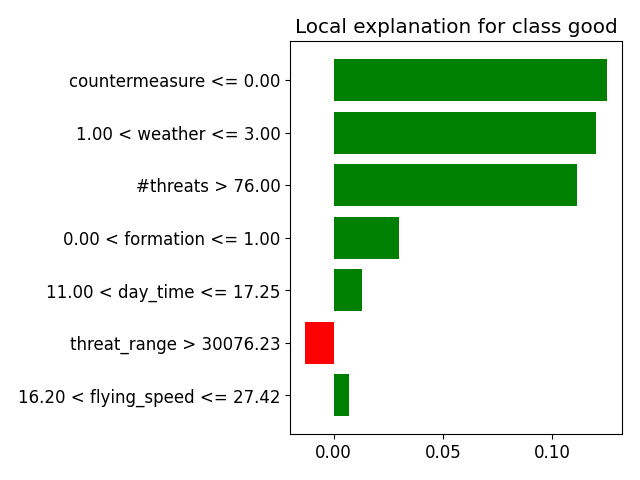 Local explanation for class good
countermeasure <= 0.00
1.00 < weather <= 3.00
#threats > 76.00
0.00 < formation <= 1.00
11.00 < day_time <= 17.25
threat_range > 30076.23
16.20 < flying_speed <= 27.42
0.00 0.05 0.10